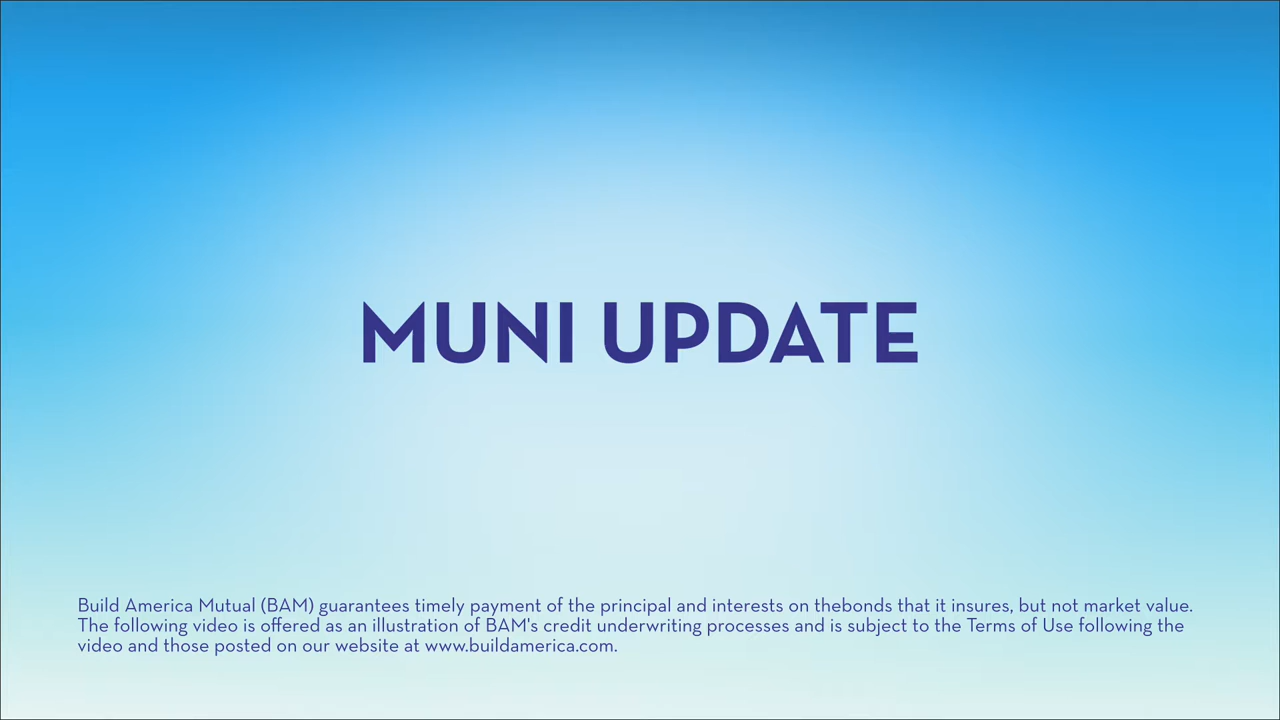 MUNI UPDATE
Build America Mutual (BAM) guarantees timely payment of the principal and interests on thebonds that it insures, but not market value.
The following video is offered as an illustration of BAM's credit underwriting processes and is subject to the Terms of Use following the
video and those posted on our website at www.buildamerica.com.